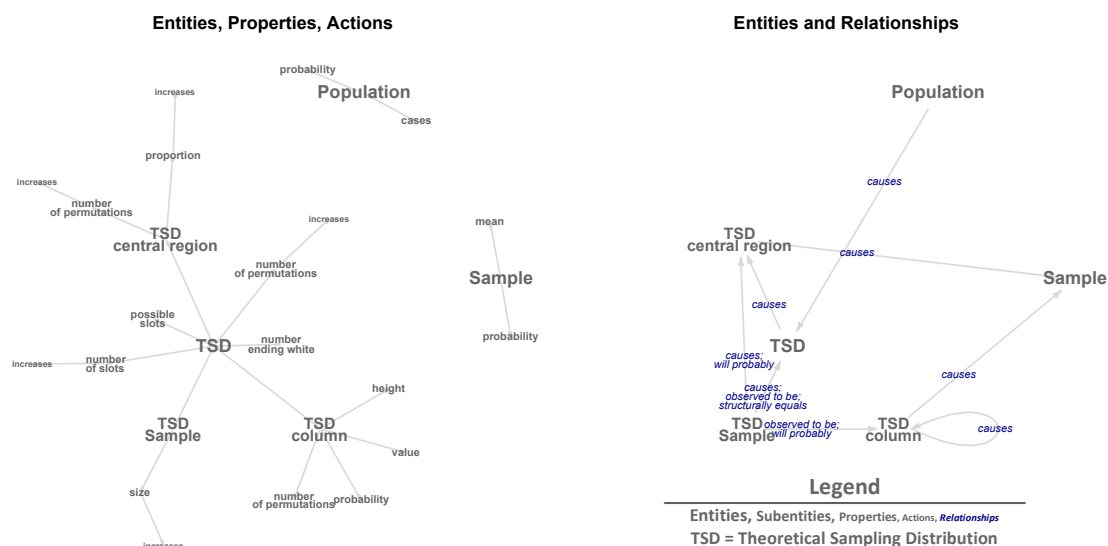 Entities, Properties, Actions
probability
Population
cases
increases
proportion
increases
number
of permutations
TSD
central region
increases
number
of permutations
mean
Sample
probability
possible
slots
TSD
number
ending white
increases
number
of slots
height
TSD
Sample
TSD
column
value
size
number
of permutations
probability
increases
Entities and Relationships
Population
causes
TSD
central region
causes
Sample
causes
TSD
causes;
will probably
causes
causes;
observed to be;
structurally equals
TSD
Sample
observed to be;
will probably
TSD
column
causes
Legend
Entities, Subentities, Properties, Actions, Relationships
TSD = Theoretical Sampling Distribution